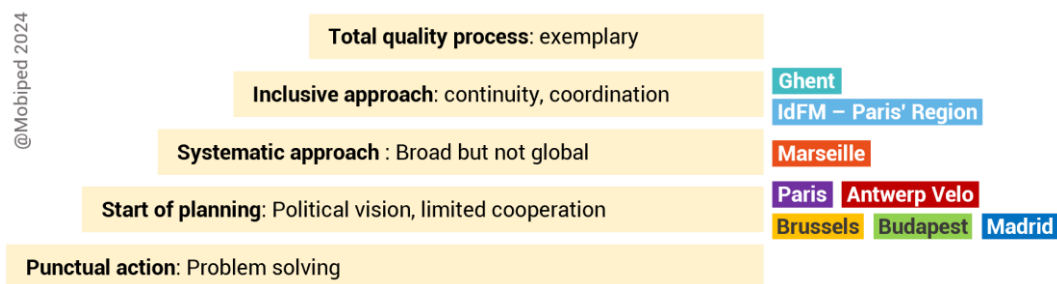 @Mobiped 2024
Total quality process: exemplary
Inclusive approach: continuity, coordination
Ghent
IdFM – Paris' Region
Systematic approach : Broad but not global
Marseille
Start of planning: Political vision, limited cooperation
Paris Antwerp Velo
Brussels Budapest Madrid
Punctual action: Problem solving